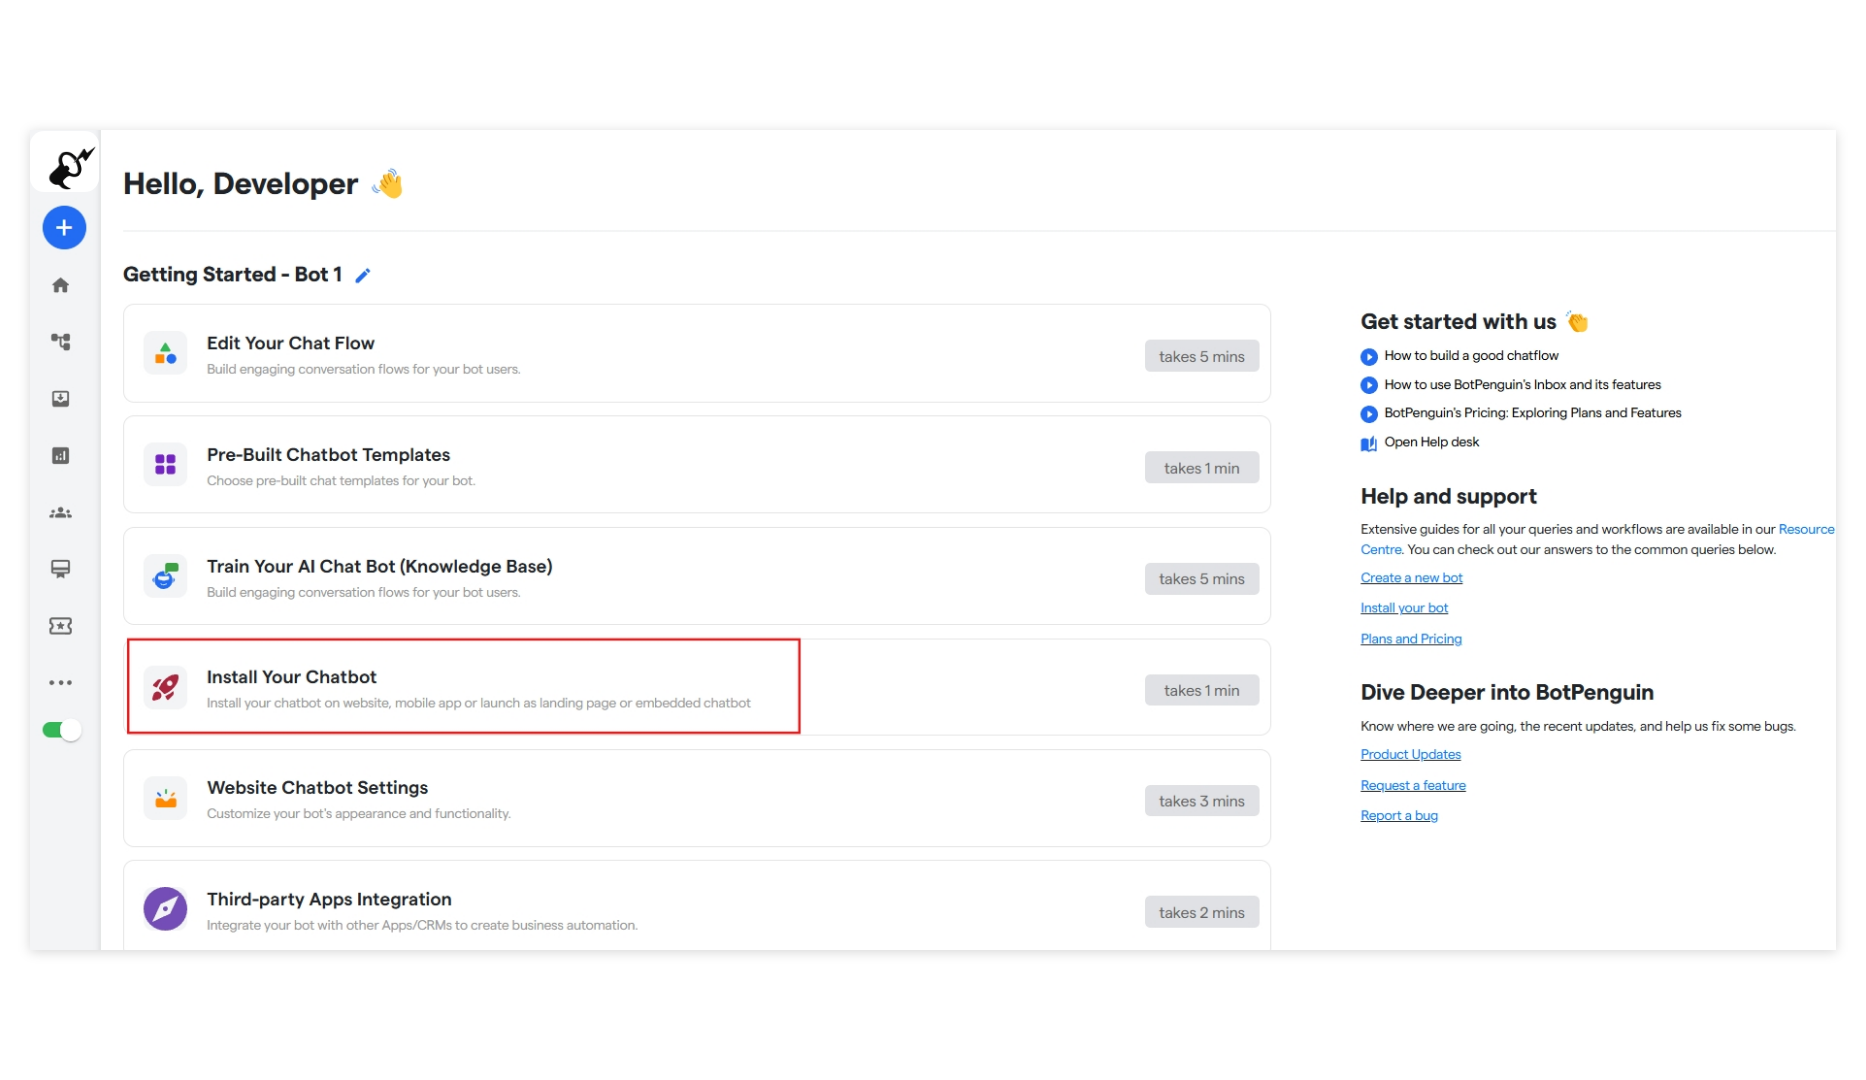 Hello, Developer
Getting Started - Bot 1
Edit Your Chat Flow
Build engaging conversation flows for your bot users.
takes 5 mins
Pre-Built Chatbot Templates
Choose pre-built chat templates for your bot.
takes 1 min
Train Your AI Chat Bot (Knowledge Base)
Build engaging conversation flows for your bot users.
takes 5 mins
Install Your Chatbot
Install your chatbot on website, mobile app or launch as landing page or embedded chatbot
takes 1 min
Website Chatbot Settings
Customize your bot's appearance and functionality.
takes 3 mins
Third-party Apps Integration
Integrate your bot with other Apps/CRMs to create business automation.
takes 2 mins
Get started with us
How to build a good chatflow
How to use BotPenguin's Inbox and its features
BotPenguin's Pricing: Exploring Plans and Features
Open Help desk
Help and support
Extensive guides for all your queries and workflows are available in our Resource
Centre. You can check out our answers to the common queries below.
Create a new bot
Install your bot
Plans and Pricing
Dive Deeper into BotPenguin
Know where we are going, the recent updates, and help us fix some bugs.
Product Updates
Request a feature
Report a bug